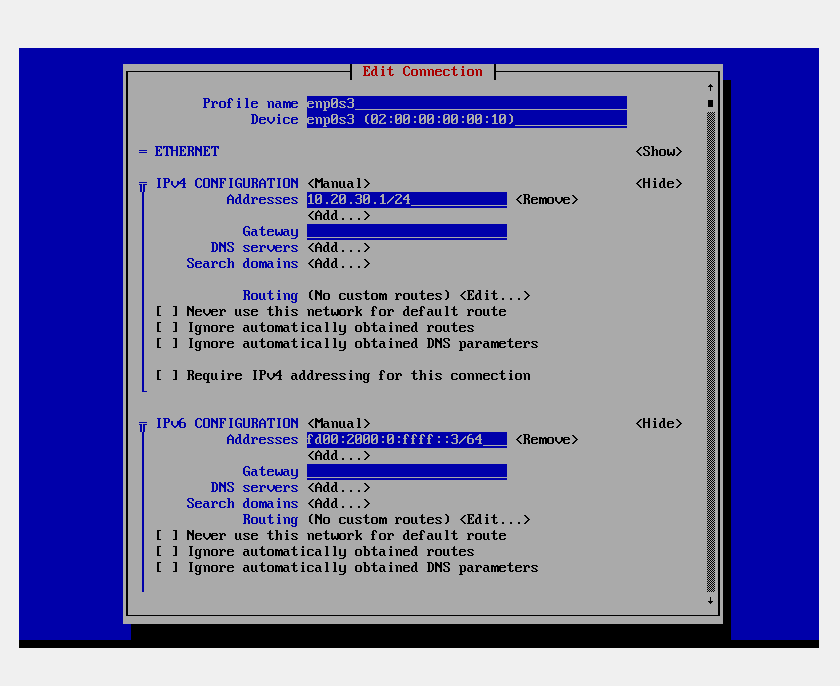 Edit Connection
Profile name enp0s3
Device enp0s3 (02:00:00:00:00:10)
= ETHERNET <Show>
IPv4 CONFIGURATION <Manual> <Hide>
Addresses 10.20.30.1/24 <Remove>
<Add...>
Gateway
DNS servers <Add...>
Search domains <Add...>
Routing (No custom routes) <Edit...>
[ ] Never use this network for default route
[ ] Ignore automatically obtained routes
[ ] Ignore automatically obtained DNS parameters
[ ] Require IPv4 addressing for this connection
IPv6 CONFIGURATION <Manual> <Hide>
Addresses fd00:2000:0:ffff::3/64 <Remove>
<Add...>
Gateway
DNS servers <Add...>
Search domains <Add...>
Routing (No custom routes) <Edit...>
[ ] Never use this network for default route
[ ] Ignore automatically obtained routes
[ ] Ignore automatically obtained DNS parameters